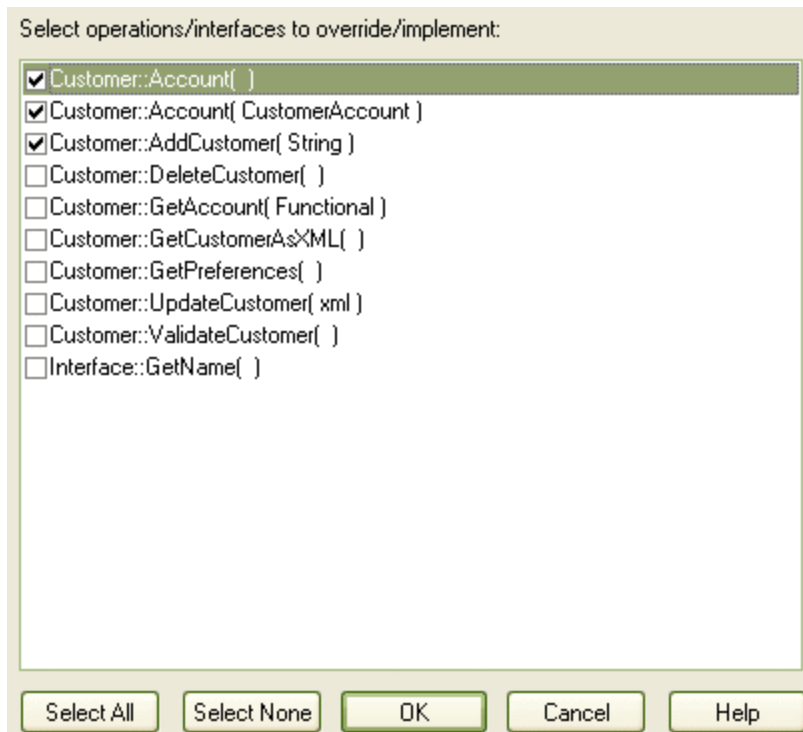 Select operations/interfaces to override/implement:
Customer::Account(  )
Customer::Account( CustomerAccount )
Customer::AddCustomer( String )
Customer::DeleteCustomer(  )
Customer::GetAccount( Functional )
Customer::GetCustomerAsXML(  )
Customer::GetPreferences(  )
Customer::UpdateCustomer( xml )
Customer::ValidateCustomer(  )
Interface::GetName(  )
Select All Select None OK Cancel Help